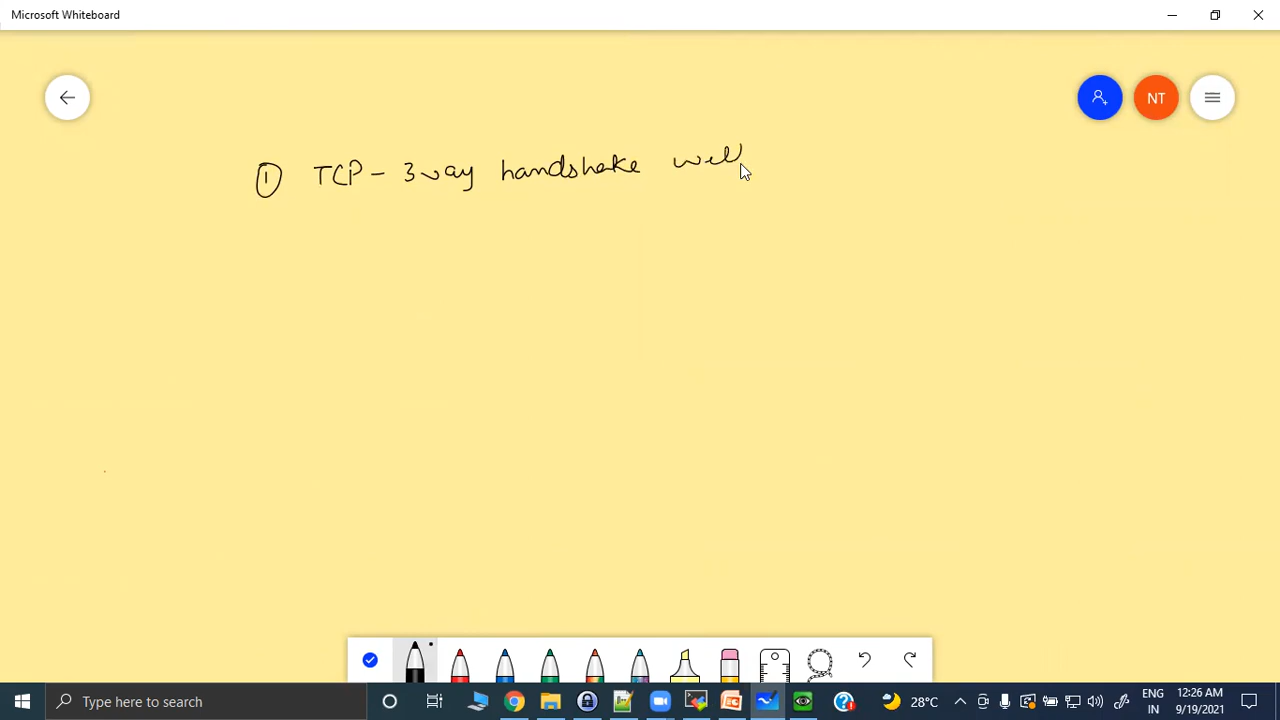 Microsoft Whiteboard
NT
① TCP - 3 way handshake well
Type here to search
28°C
ENG
IN
12:26 AM
9/19/2021